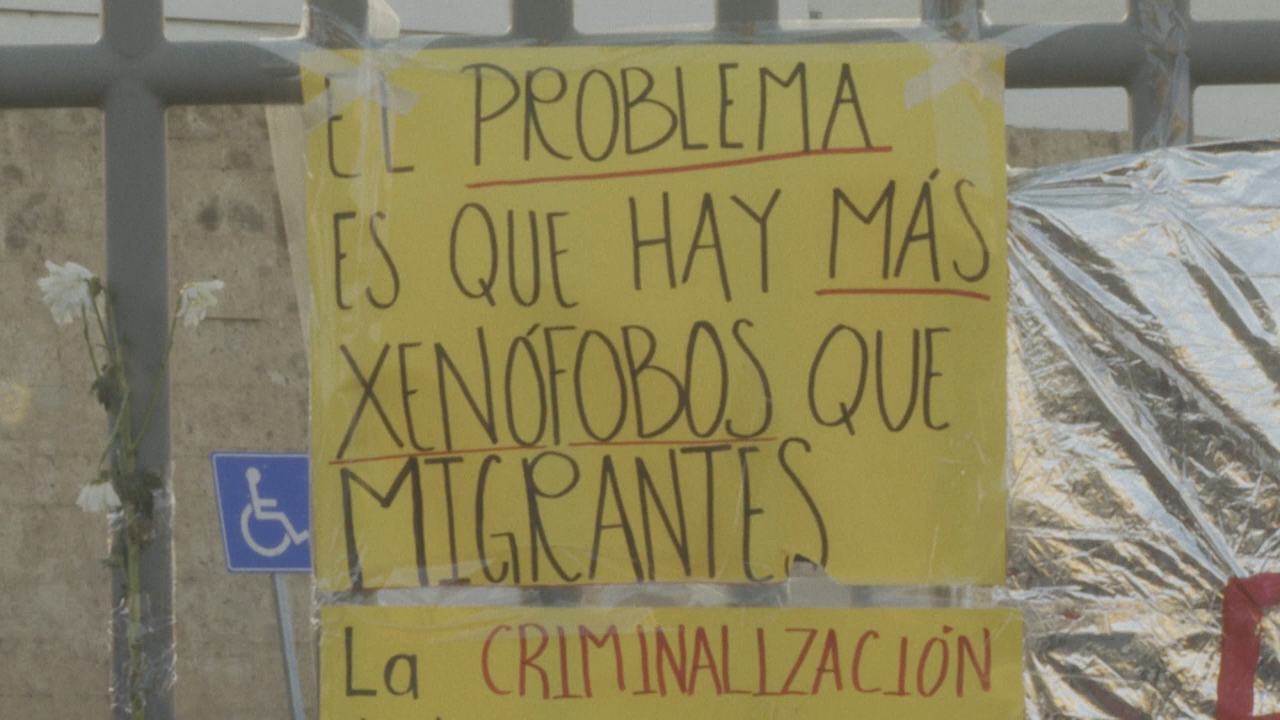 EL PROBLEMA
ES QUE HAY MÁS
XENÓFOBOS QUE
MIGRANTES
La CRIMINALIZACIÓN